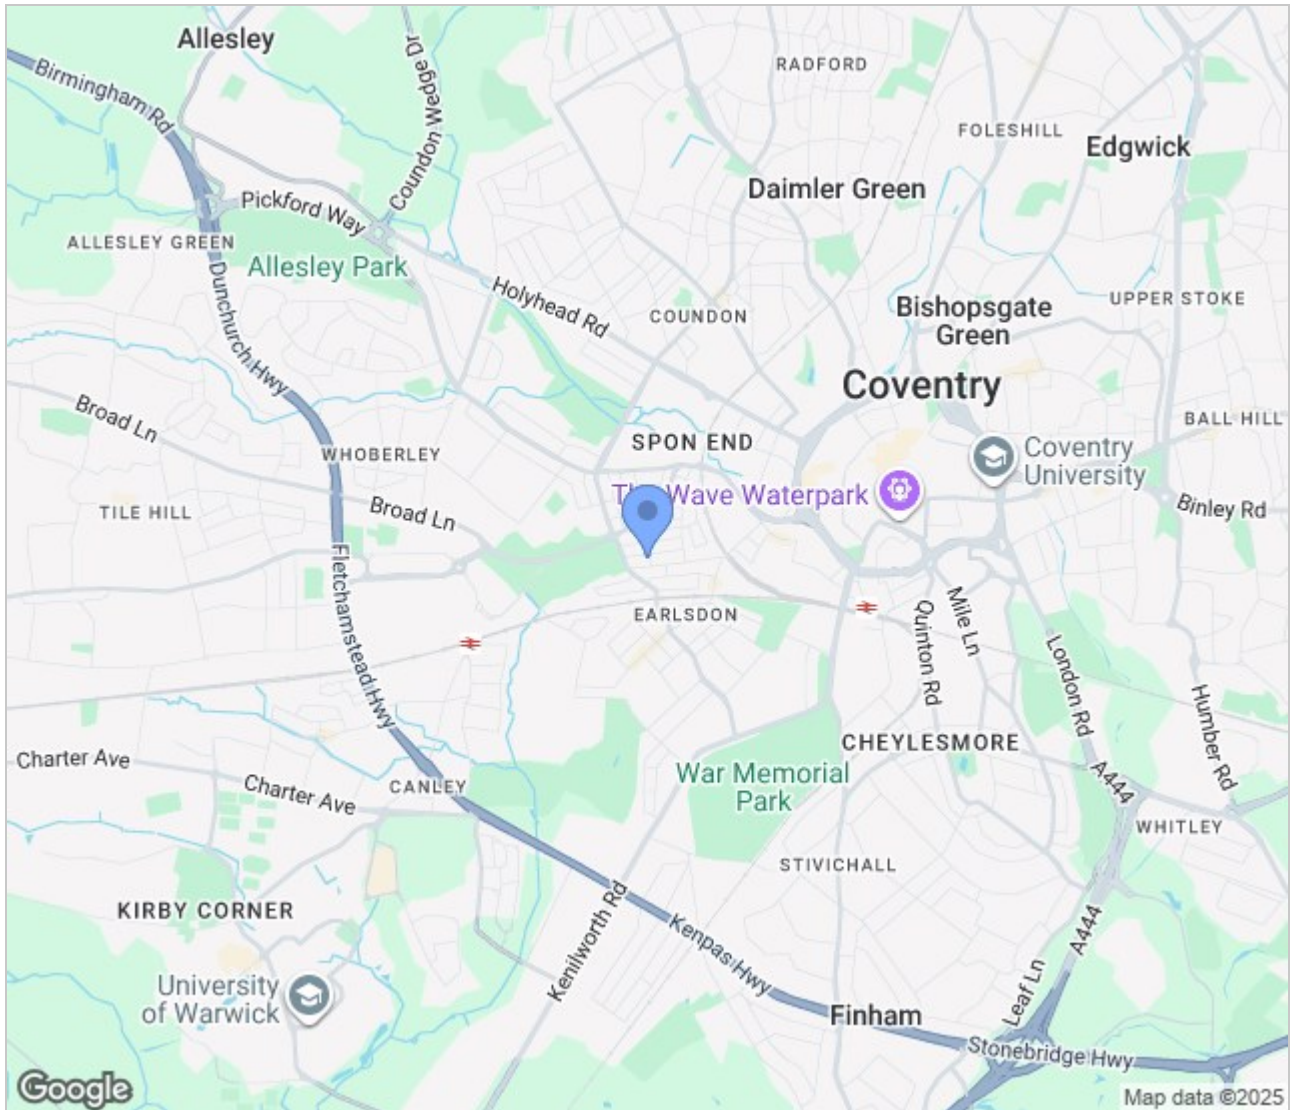 Allesley
Coundon Wedge Dr
RADFORD
Birmingham Rd
FOLESHILL
Edgwick
Daimler Green
Pickford Way
ALLESLEY GREEN
Allesley Park
Dunchurch Hwy
Holyhead Rd
COUNDON
Bishopsgate
Green
UPPER STOKE
Coventry
Broad Ln
BALL HILL
SPON END
WHOBERLEY
Coventry
University
The Wave Waterpark
TILE HILL
Broad Ln
Binley Rd
Fletchamstead Hwy
EARLSDON
Mile Ln
Quinton Rd
London Rd
Humber Rd
CHEYLESMORE
Charter Ave
War Memorial
Park
Charter Ave
CANLEY
A444
WHITLEY
STIVICHALL
KIRBY CORNER
Kenilworth Rd
Kenpas Hwy
A444
University
of Warwick
Leaf Ln
Finham
Stonebridge Hwy
Google
Map data ©2025